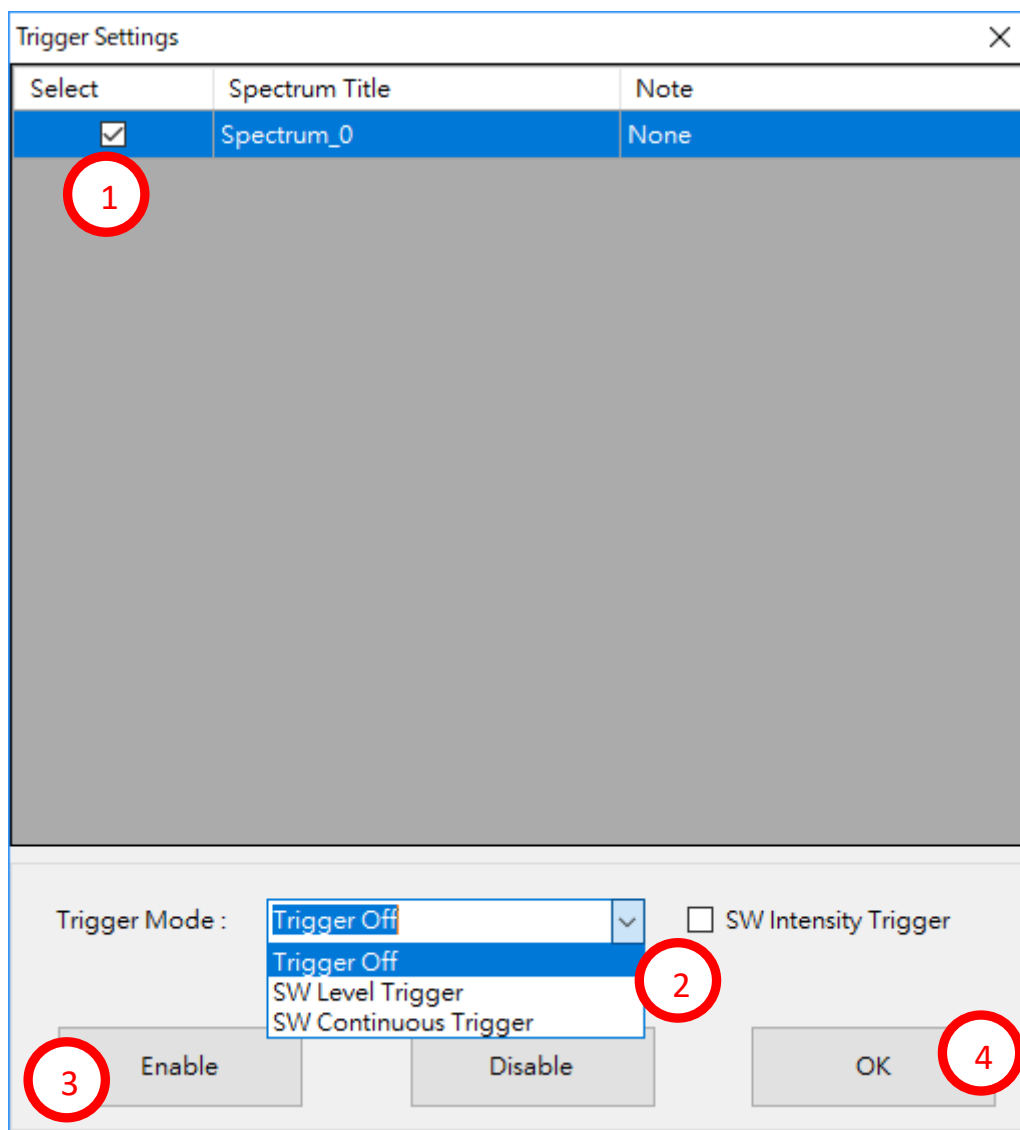 Trigger Settings
Select Spectrum Title Note
Spectrum_0 None
1
Trigger Mode : Trigger Off SW Intensity Trigger
Trigger Off
SW Level Trigger
SW Continuous Trigger
2
Enable Disable OK
3 4